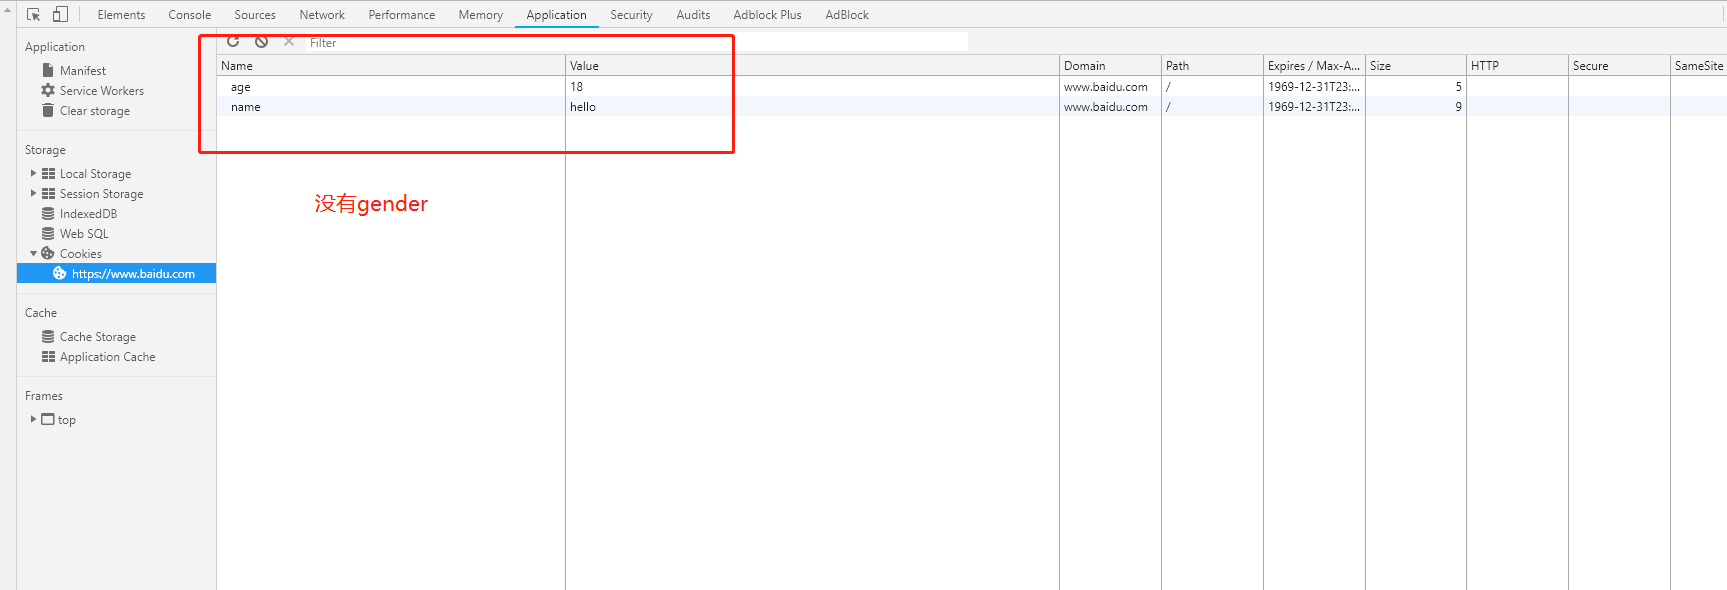 Elements Console Sources Network Performance Memory Application Security Audits Adblock Plus AdBlock
Application
Manifest
Service Workers
Clear storage
Storage
Local Storage
Session Storage
IndexedDB
Web SQL
Cookies
https://www.baidu.com
Cache
Cache Storage
Application Cache
Frames
top
Filter
Name Value Domain Path Expires / Max-A... Size HTTP Secure SameSite
age 18 www.baidu.com / 1969-12-31T23:... 5
name hello www.baidu.com / 1969-12-31T23:... 9
没有gender